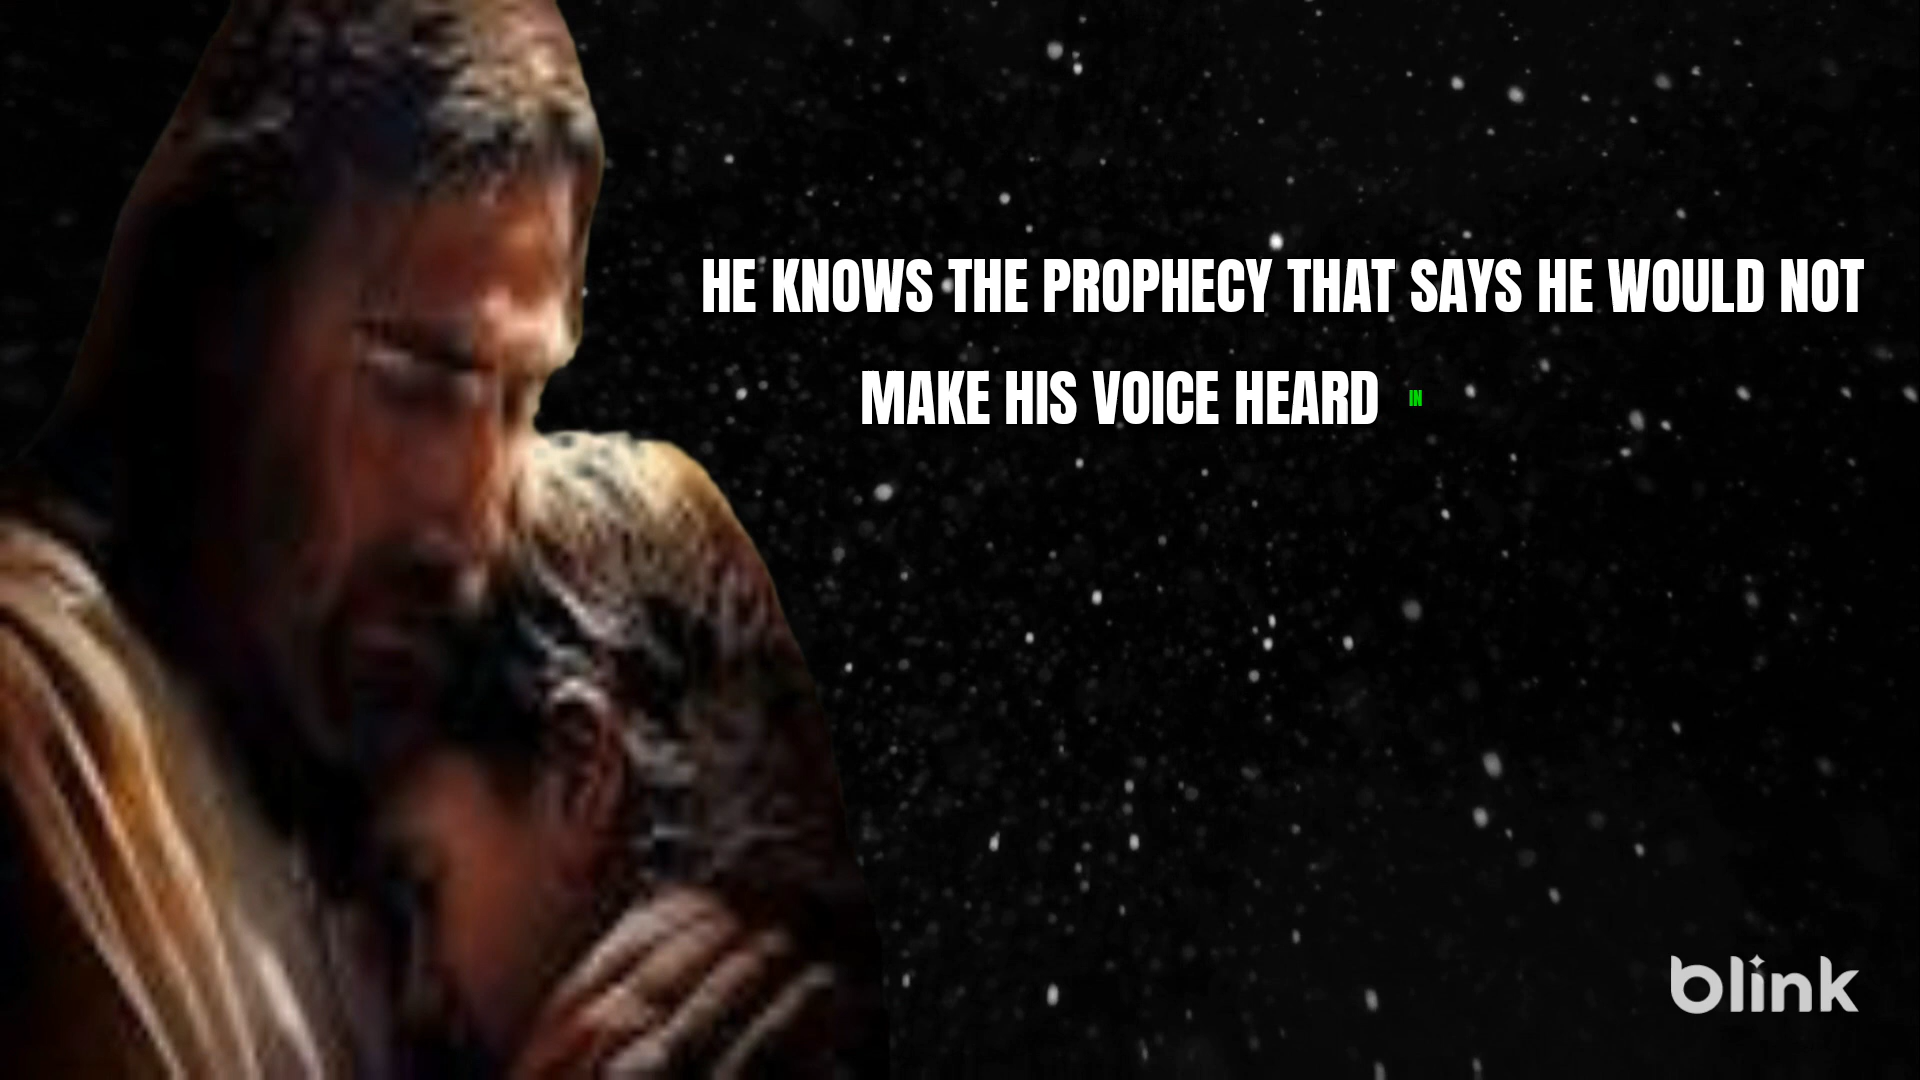 HE KNOWS THE PROPHECY THAT SAYS HE WOULD NOT
MAKE HIS VOICE HEARD IN
blink